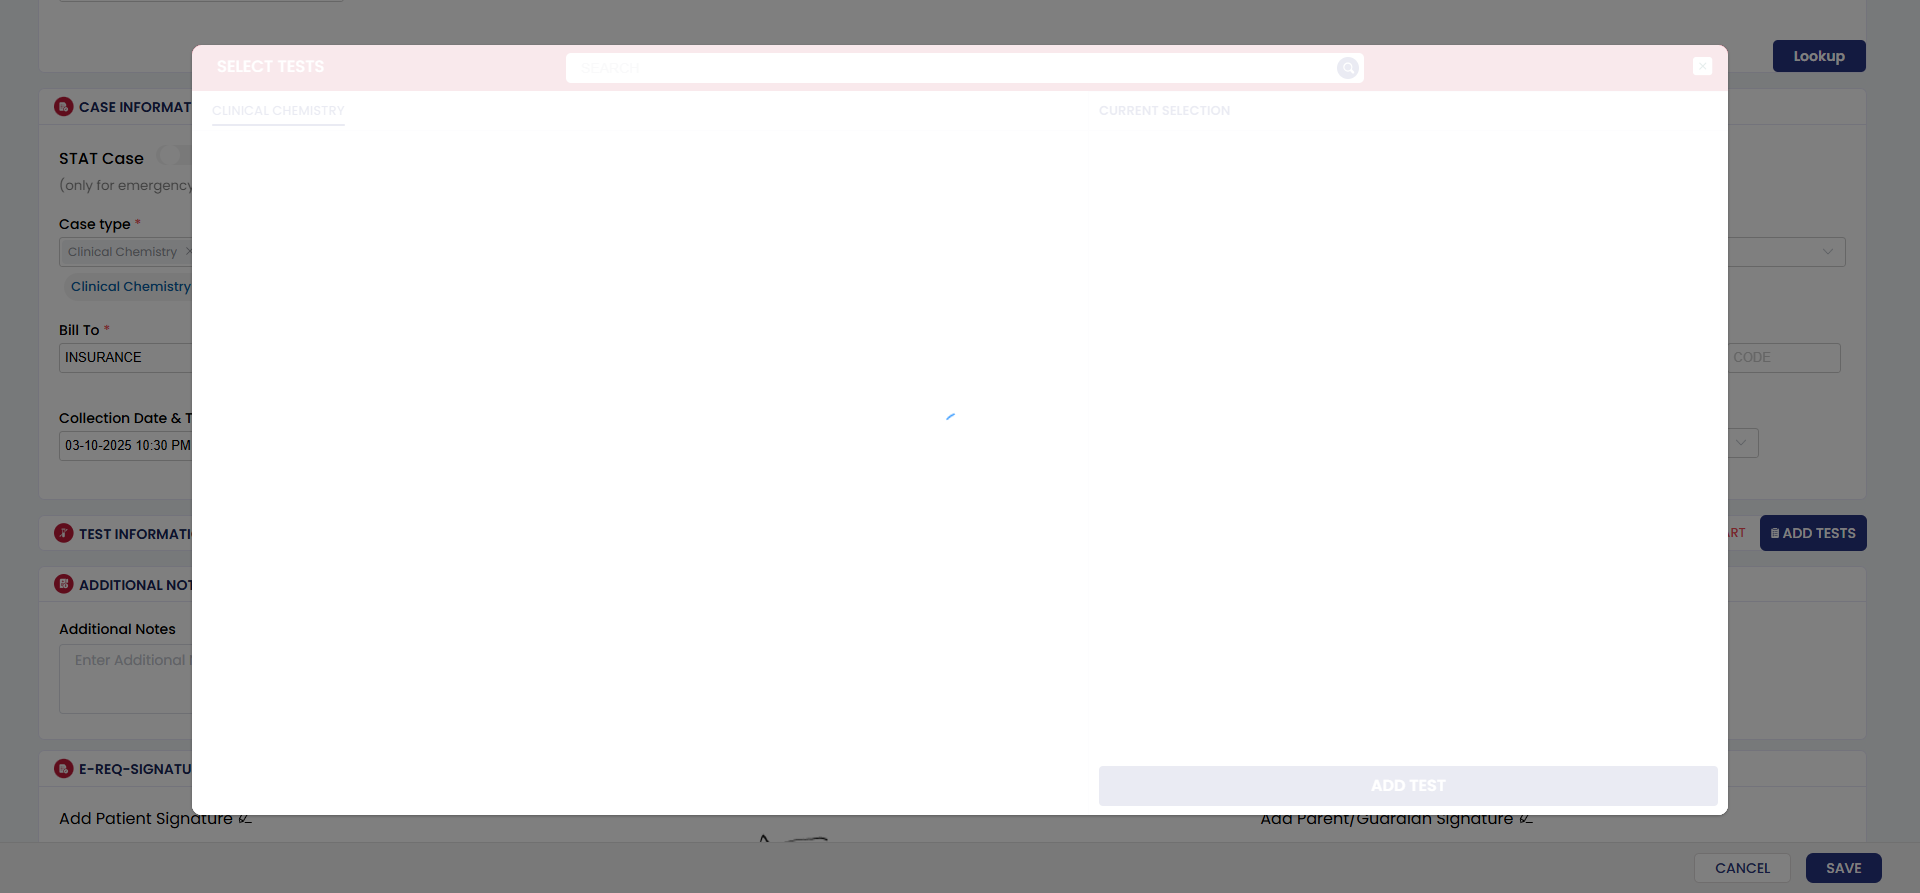 Lookup
SELECT TESTS
SEARCH
CLINICAL CHEMISTRY
CURRENT SELECTION
CASE INFORMAT
STAT Case
(only for emergency
Case type *
Clinical Chemistry ×
Clinical Chemistry
Bill To *
INSURANCE
CODE
Collection Date & T
03-10-2025 10:30 PM
TEST INFORMATI
ART
ADD TESTS
ADDITIONAL NOT
Additional Notes
Enter Additional
E-REQ-SIGNATU
ADD TEST
Add Patient Signature
Add Parent/Guardian Signature
CANCEL
SAVE